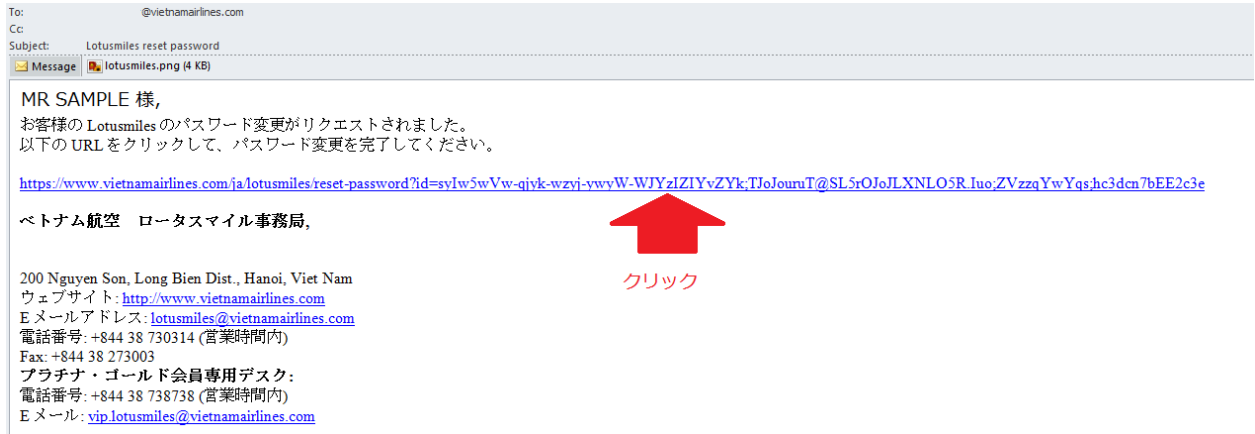 To: @vietnamairlines.com
Cc:
Subject: Lotusmiles reset password
Message lotusmiles.png (4 KB)
MR SAMPLE 様,
お客様の Lotusmiles のパスワード変更がリクエストされました。
以下の URL をクリックして、パスワード変更を完了してください。
https://www.vietnamairlines.com/ja/lotusmiles/reset-password?id=syIw5wVw-qjyk-wzyj-ywyW-WJYzIZIYvZYk;TJoJouruT@SL5rOJoJLXNLO5R.Iuo;ZVzzqYwYqs;hc3dcn7bEE2c3e
ベトナム航空 ロータスマイル事務局,
クリック
200 Nguyen Son, Long Bien Dist., Hanoi, Viet Nam
ウェブサイト: http://www.vietnamairlines.com
E メールアドレス: lotusmiles@vietnamairlines.com
電話番号: +844 38 730314 (営業時間内)
Fax: +844 38 273003
プラチナ・ゴールド会員専用デスク:
電話番号: +844 38 738738 (営業時間内)
E メール: vip.lotusmiles@vietnamairlines.com